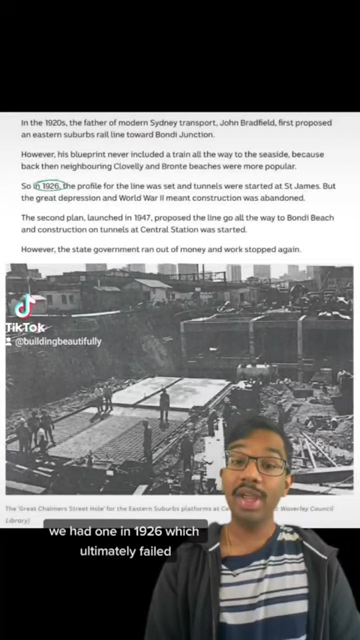 In the 1920s, the father of modern Sydney transport, John Bradfield, first proposed
an eastern suburbs rail line toward Bondi Junction.
However, his blueprint never included a train all the way to the seaside, because
back then neighbouring Clovelly and Bronte beaches were more popular.
So in 1926, the profile for the line was set and tunnels were started at St James. But
the great depression and World War II meant construction was abandoned.
The second plan, launched in 1947, proposed the line go all the way to Bondi Beach
and construction on tunnels at Central Station was started.
However, the state government ran out of money and work stopped again.
TikTok
@buildingbeautifully
The 'Great Chalmers Street Hole' for the Eastern Suburbs platforms at Ce Waverley Council
Library)
we had one in 1926 which
ultimately failed